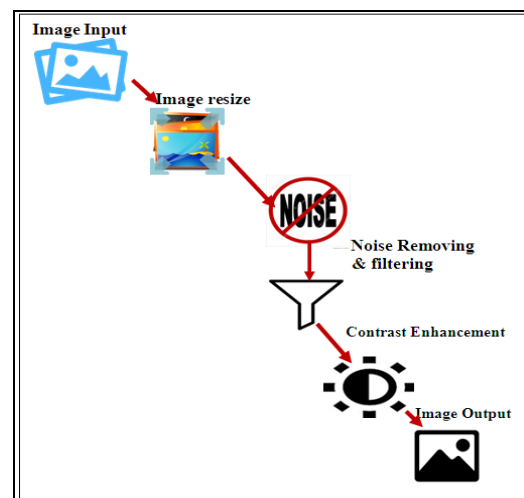 Image Input
Image resize
NOISE
Noise Removing
& filtering
Contrast Enhancement
Image Output